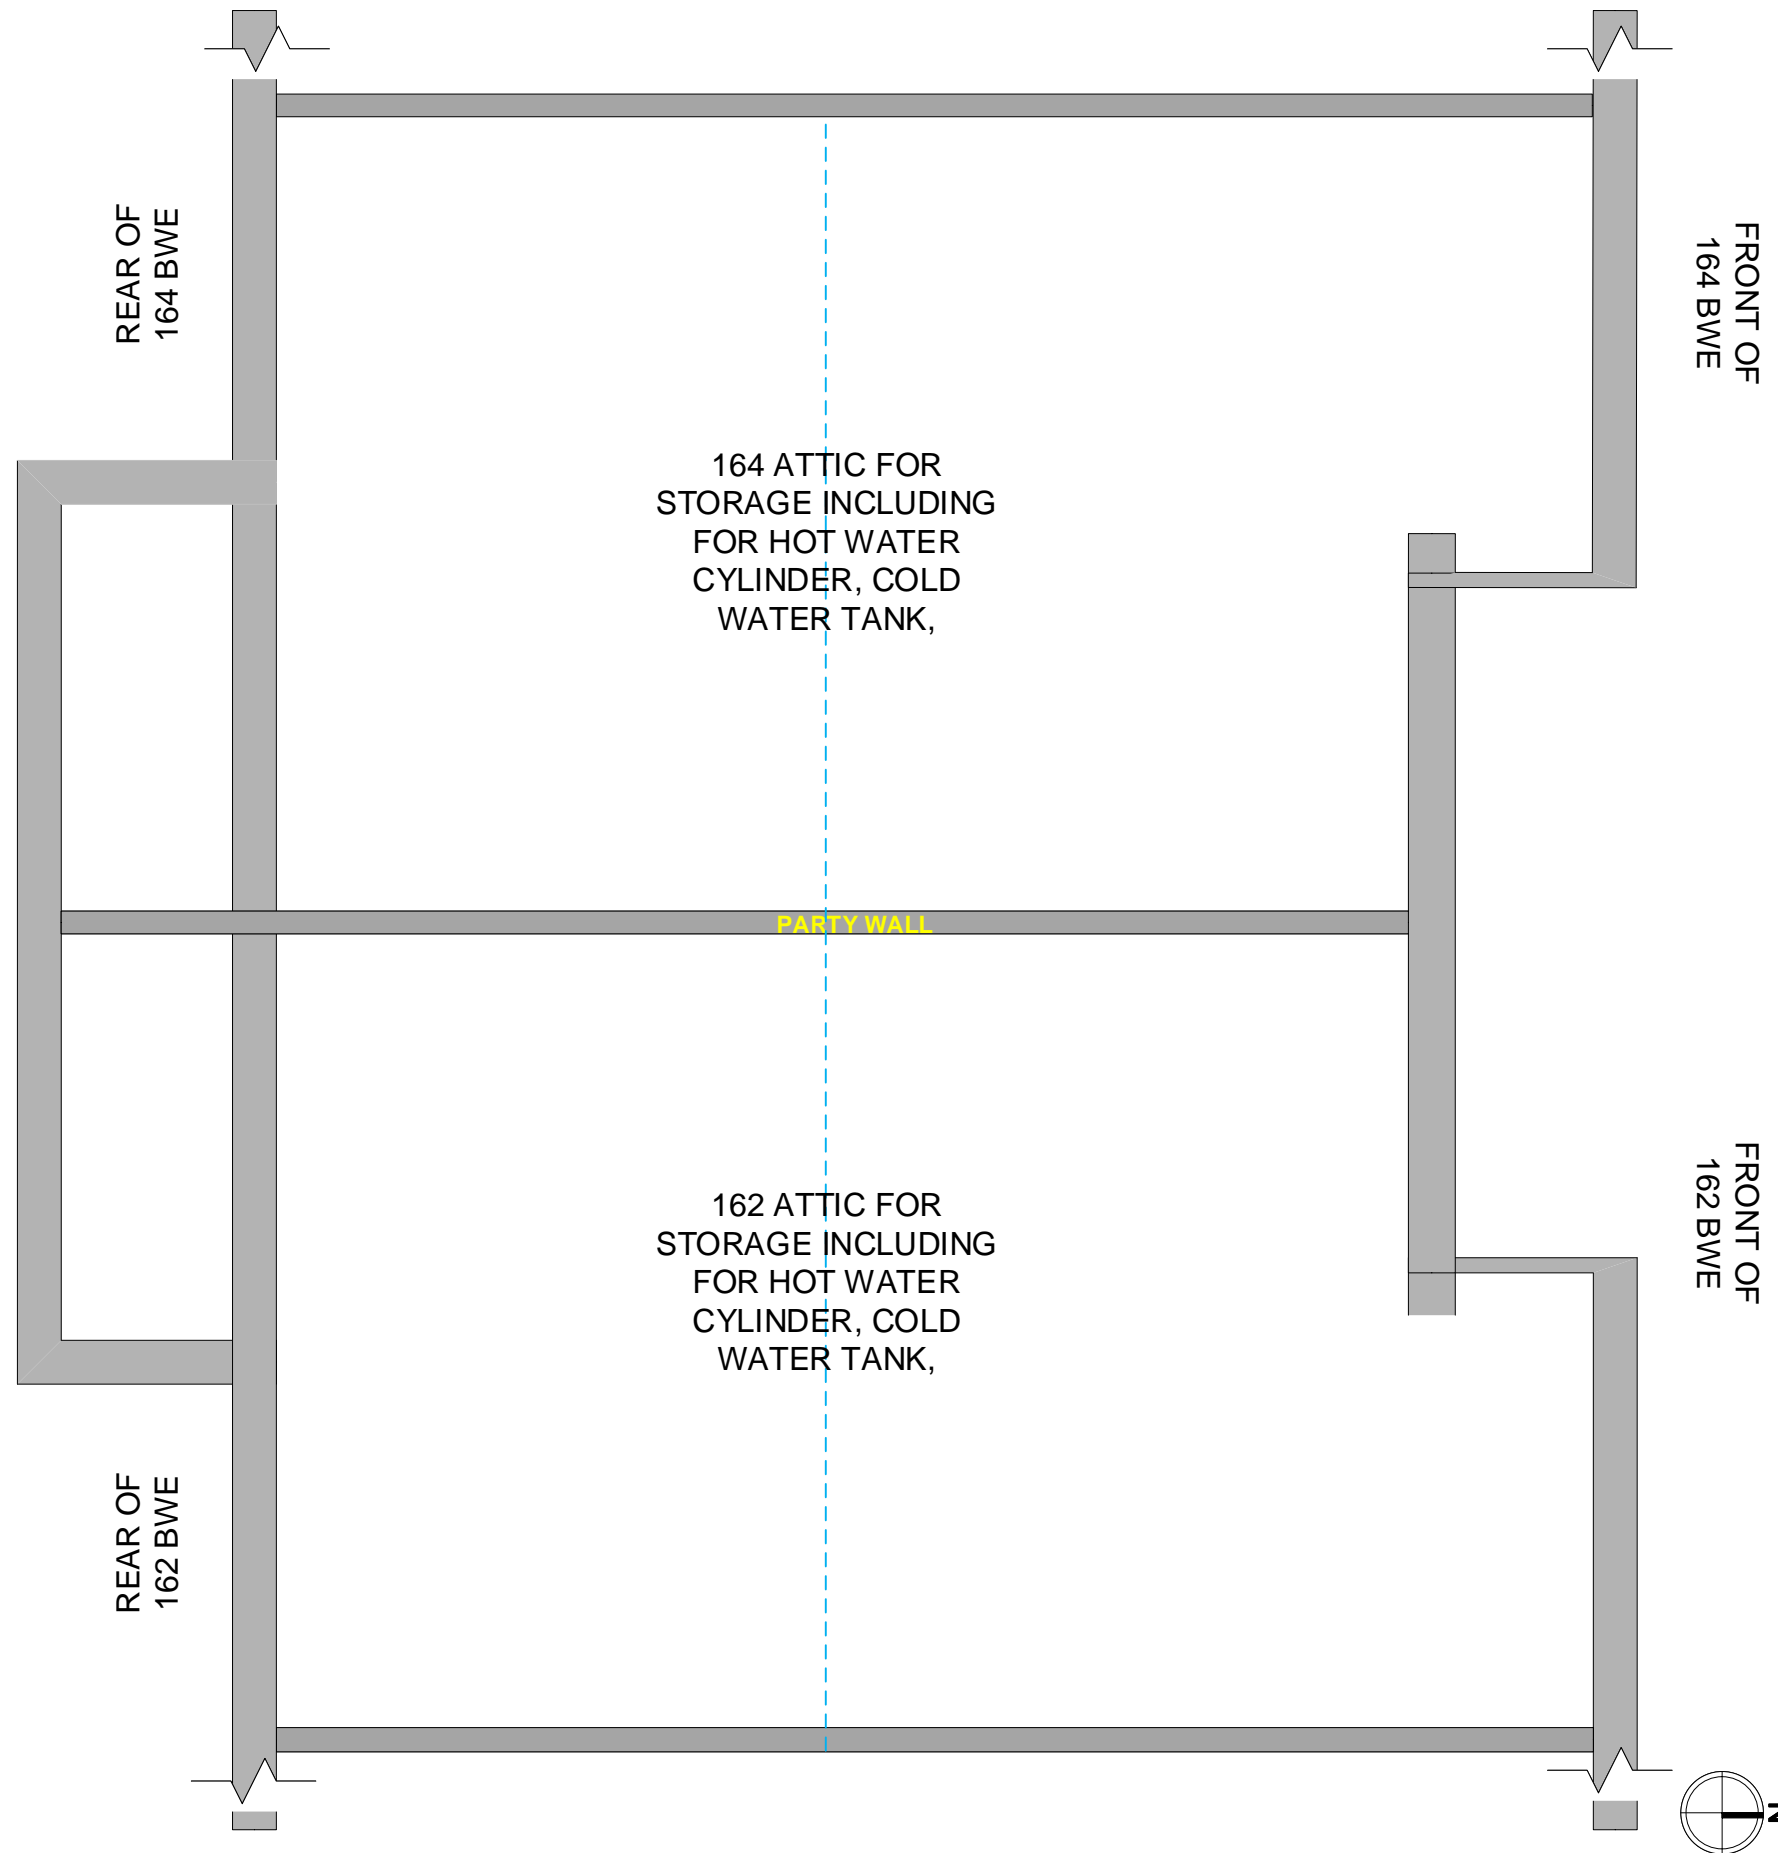 REAR OF
164 BWE
FRONT OF
164 BWE
164 ATTIC FOR
STORAGE INCLUDING
FOR HOT WATER
CYLINDER, COLD
WATER TANK,
PARTY WALL
162 ATTIC FOR
STORAGE INCLUDING
FOR HOT WATER
CYLINDER, COLD
WATER TANK,
FRONT OF
162 BWE
REAR OF
162 BWE
N